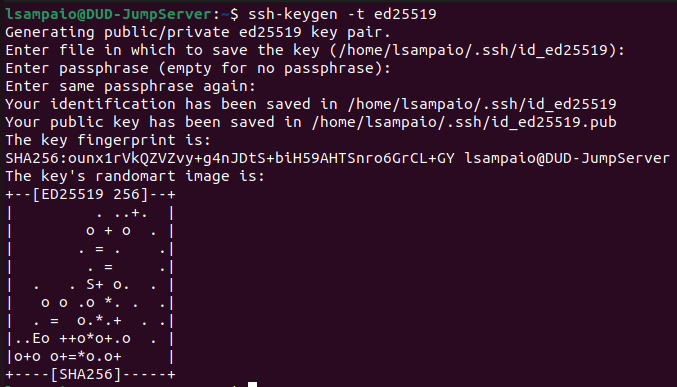 lsampaio@DUD-JumpServer:~$ ssh-keygen -t ed25519
Generating public/private ed25519 key pair.
Enter file in which to save the key (/home/lsampaio/.ssh/id_ed25519):
Enter passphrase (empty for no passphrase):
Enter same passphrase again:
Your identification has been saved in /home/lsampaio/.ssh/id_ed25519
Your public key has been saved in /home/lsampaio/.ssh/id_ed25519.pub
The key fingerprint is:
SHA256:ounx1rVkQZVZvy+g4nJDtS+biH59AHTSnro6GrCL+GY lsampaio@DUD-JumpServer
The key's randomart image is:
+--[ED25519 256]--+
|         . ..+.  |
|        o + o  . |
|       . = .    .|
|        . =     .|
|  .   . S+ o.  . |
|   o o .o *. .  .|
|  . =  o.*.+  . .|
|..Eo ++o*o+.o  . |
|o+o o+=*o.o+     |
+----[SHA256]-----+